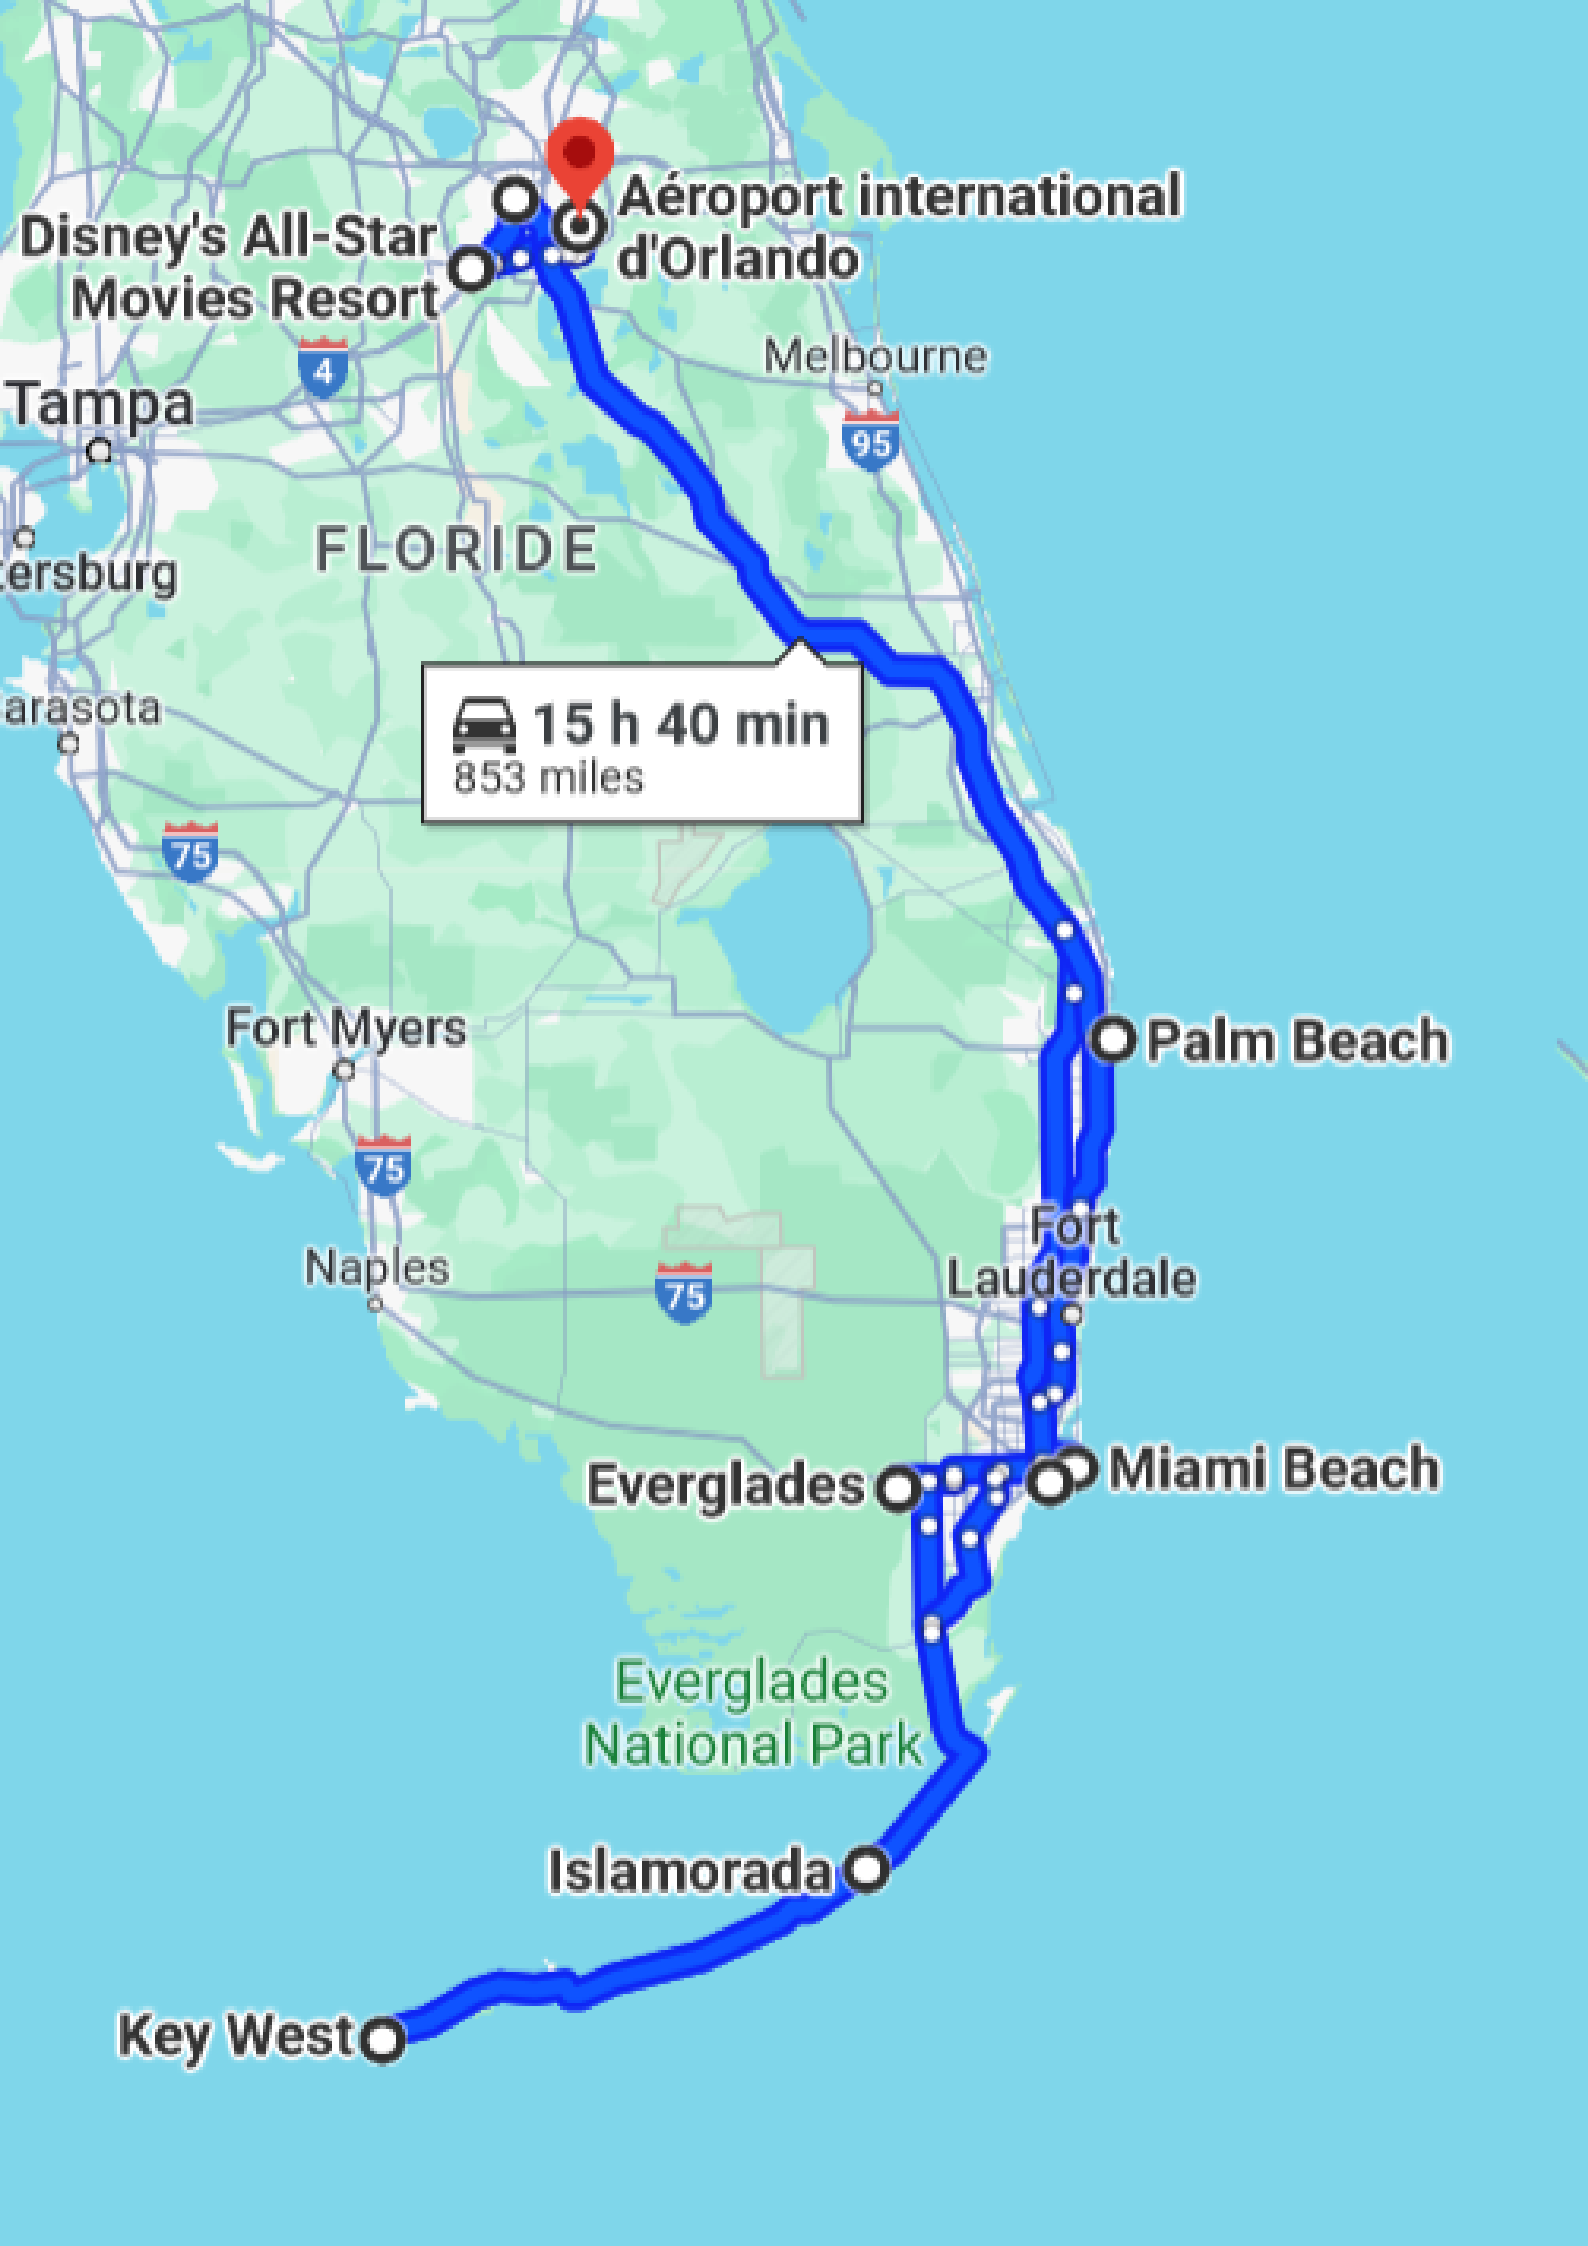 Aéroport international
d'Orlando
Disney's All-Star
Movies Resort
Melbourne
4
Tampa
95
FLORIDE
tersburg
arasota
15 h 40 min
853 miles
75
Fort Myers
Palm Beach
75
Fort
Lauderdale
Naples
75
Miami Beach
Everglades
Everglades
National Park
Islamorada
Key West